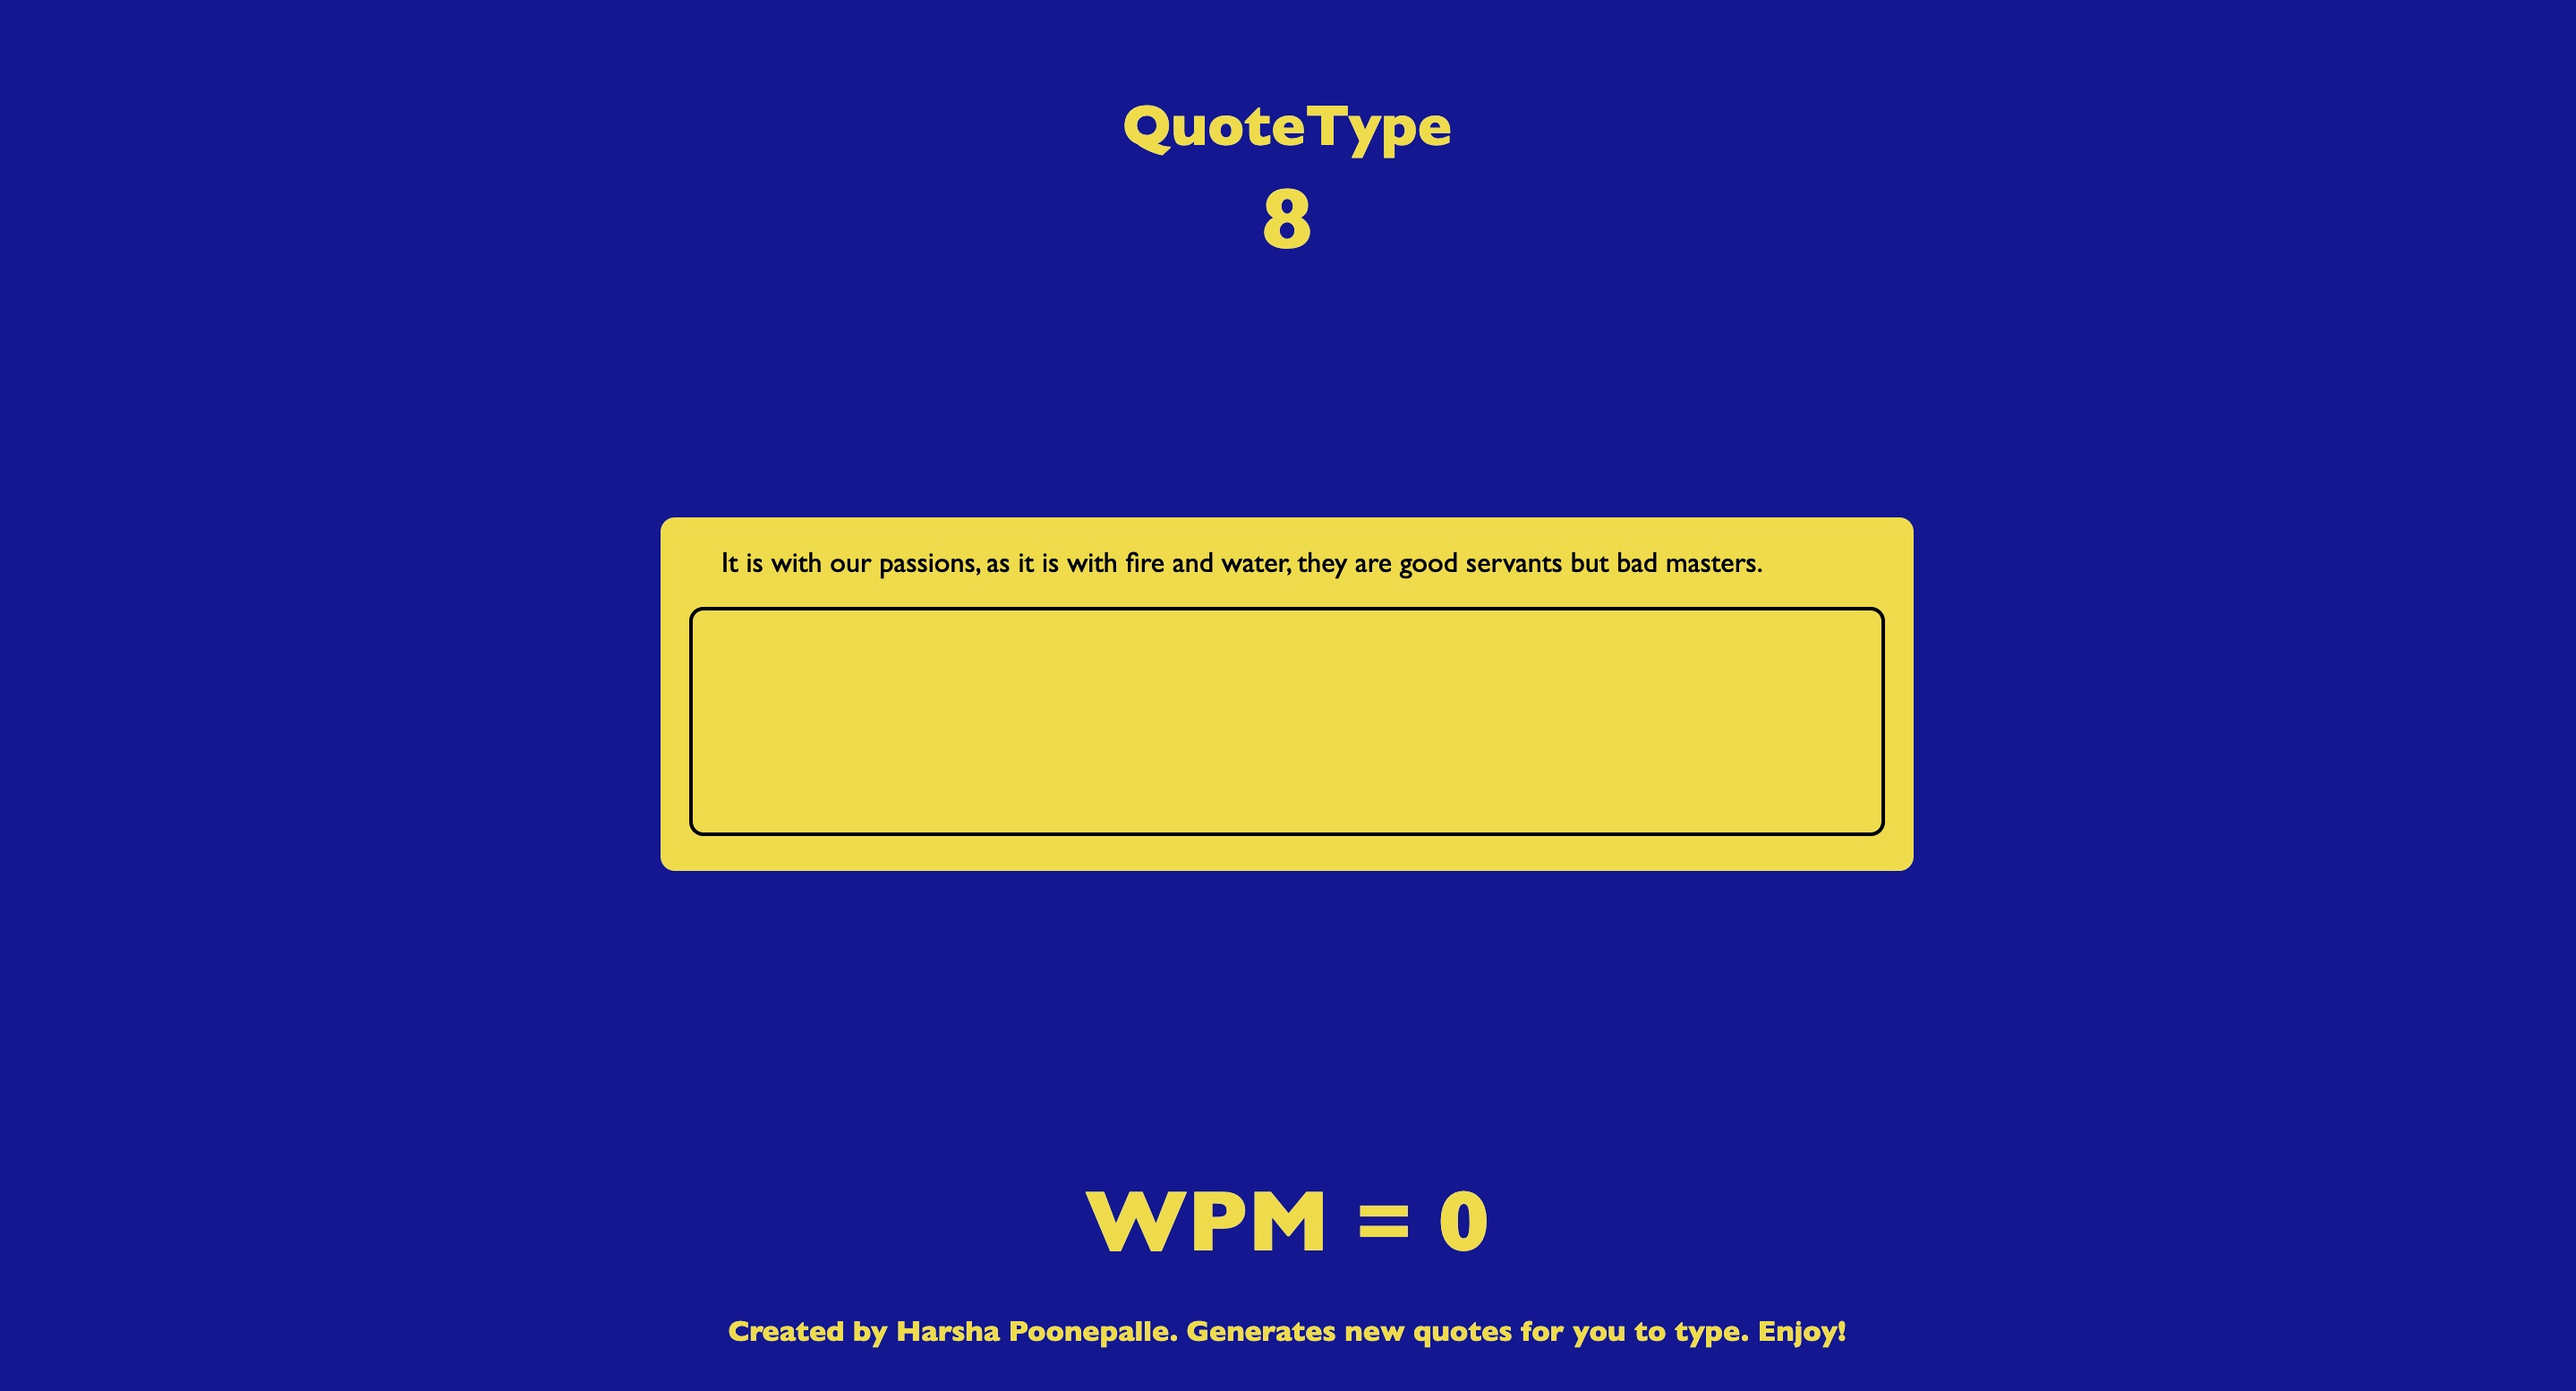 QuoteType
8
It is with our passions, as it is with fire and water, they are good servants but bad masters.
WPM = 0
Created by Harsha Poonepalle. Generates new quotes for you to type. Enjoy!